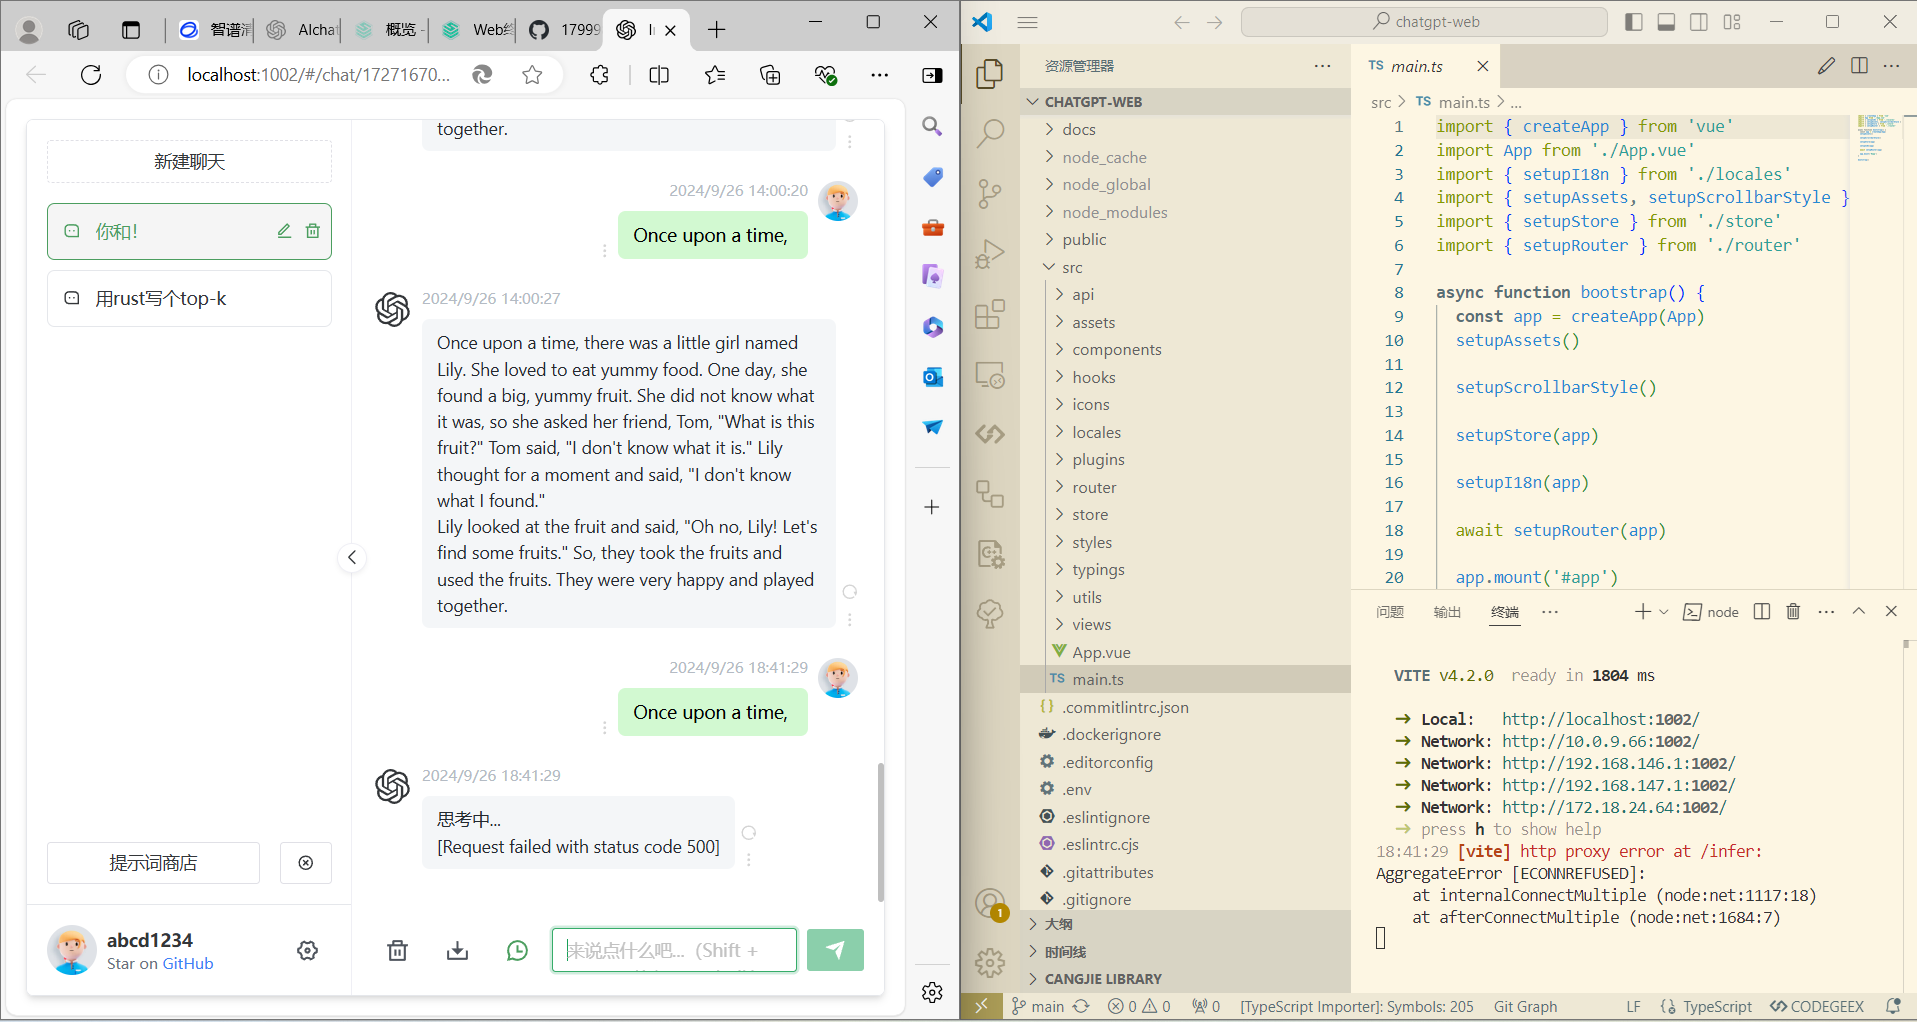 智谱清
AIchat
概览 -
Web终
17999
localhost:1002/#/chat/17271670...
新建聊天
你和！
用rust写个top-k
提示词商店
abcd1234
Star on GitHub
together.
2024/9/26 14:00:20
Once upon a time,
2024/9/26 14:00:27
Once upon a time, there was a little girl named
Lily. She loved to eat yummy food. One day, she
found a big, yummy fruit. She did not know what
it was, so she asked her friend, Tom, "What is this
fruit?" Tom said, "I don't know what it is." Lily
thought for a moment and said, "I don't know
what I found."
Lily looked at the fruit and said, "Oh no, Lily! Let's
find some fruits." So, they took the fruits and
used the fruits. They were very happy and played
together.
2024/9/26 18:41:29
Once upon a time,
2024/9/26 18:41:29
思考中...
[Request failed with status code 500]
来说点什么吧...（Shift +
chatgpt-web
资源管理器
CHATGPT-WEB
docs
node_cache
node_global
node_modules
public
src
api
assets
components
hooks
icons
locales
plugins
router
store
styles
typings
utils
views
App.vue
TS main.ts
.commitlintrc.json
.dockerignore
.editorconfig
.env
.eslintignore
.eslintrc.cjs
.gitattributes
.gitignore
大纲
时间线
CANGJIE LIBRARY
1
TS main.ts
src > TS main.ts > ...
1 import { createApp } from 'vue'
2 import App from './App.vue'
3 import { setupI18n } from './locales'
4 import { setupAssets, setupScrollbarStyle }
5 import { setupStore } from './store'
6 import { setupRouter } from './router'
7
8 async function bootstrap() {
9 const app = createApp(App)
10 setupAssets()
11
12 setupScrollbarStyle()
13
14 setupStore(app)
15
16 setupI18n(app)
17
18 await setupRouter(app)
19
20 app.mount('#app')
问题 输出 终端 node
VITE v4.2.0 ready in 1804 ms
➜ Local: http://localhost:1002/
➜ Network: http://10.0.9.66:1002/
➜ Network: http://192.168.146.1:1002/
➜ Network: http://192.168.147.1:1002/
➜ Network: http://172.18.24.64:1002/
➜ press h to show help
18:41:29 [vite] http proxy error at /infer:
AggregateError [ECONNREFUSED]:
at internalConnectMultiple (node:net:1117:18)
at afterConnectMultiple (node:net:1684:7)
main 0 0 0 [TypeScript Importer]: Symbols: 205 Git Graph LF {} TypeScript CODEGEEX